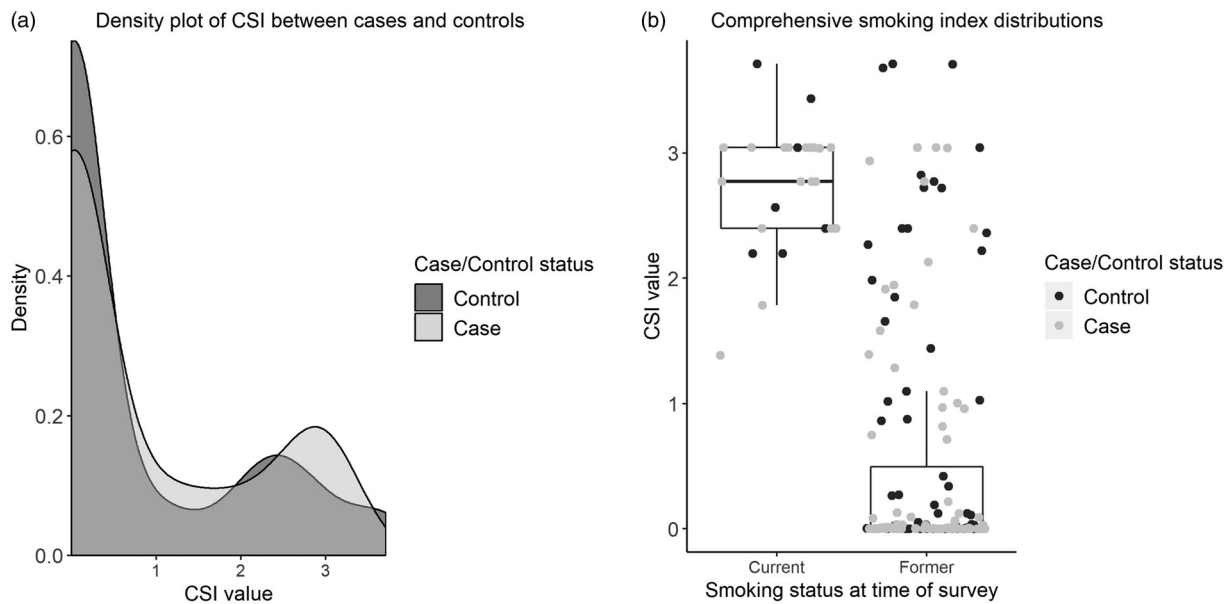 (a)
Density plot of CSI between cases and controls
0.6
0.4
0.2
0.0
Density
1 2 3
CSI value
Case/Control status
Control
Case
(b)
Comprehensive smoking index distributions
3
2
1
0
CSI value
Current Former
Smoking status at time of survey
Case/Control status
Control
Case